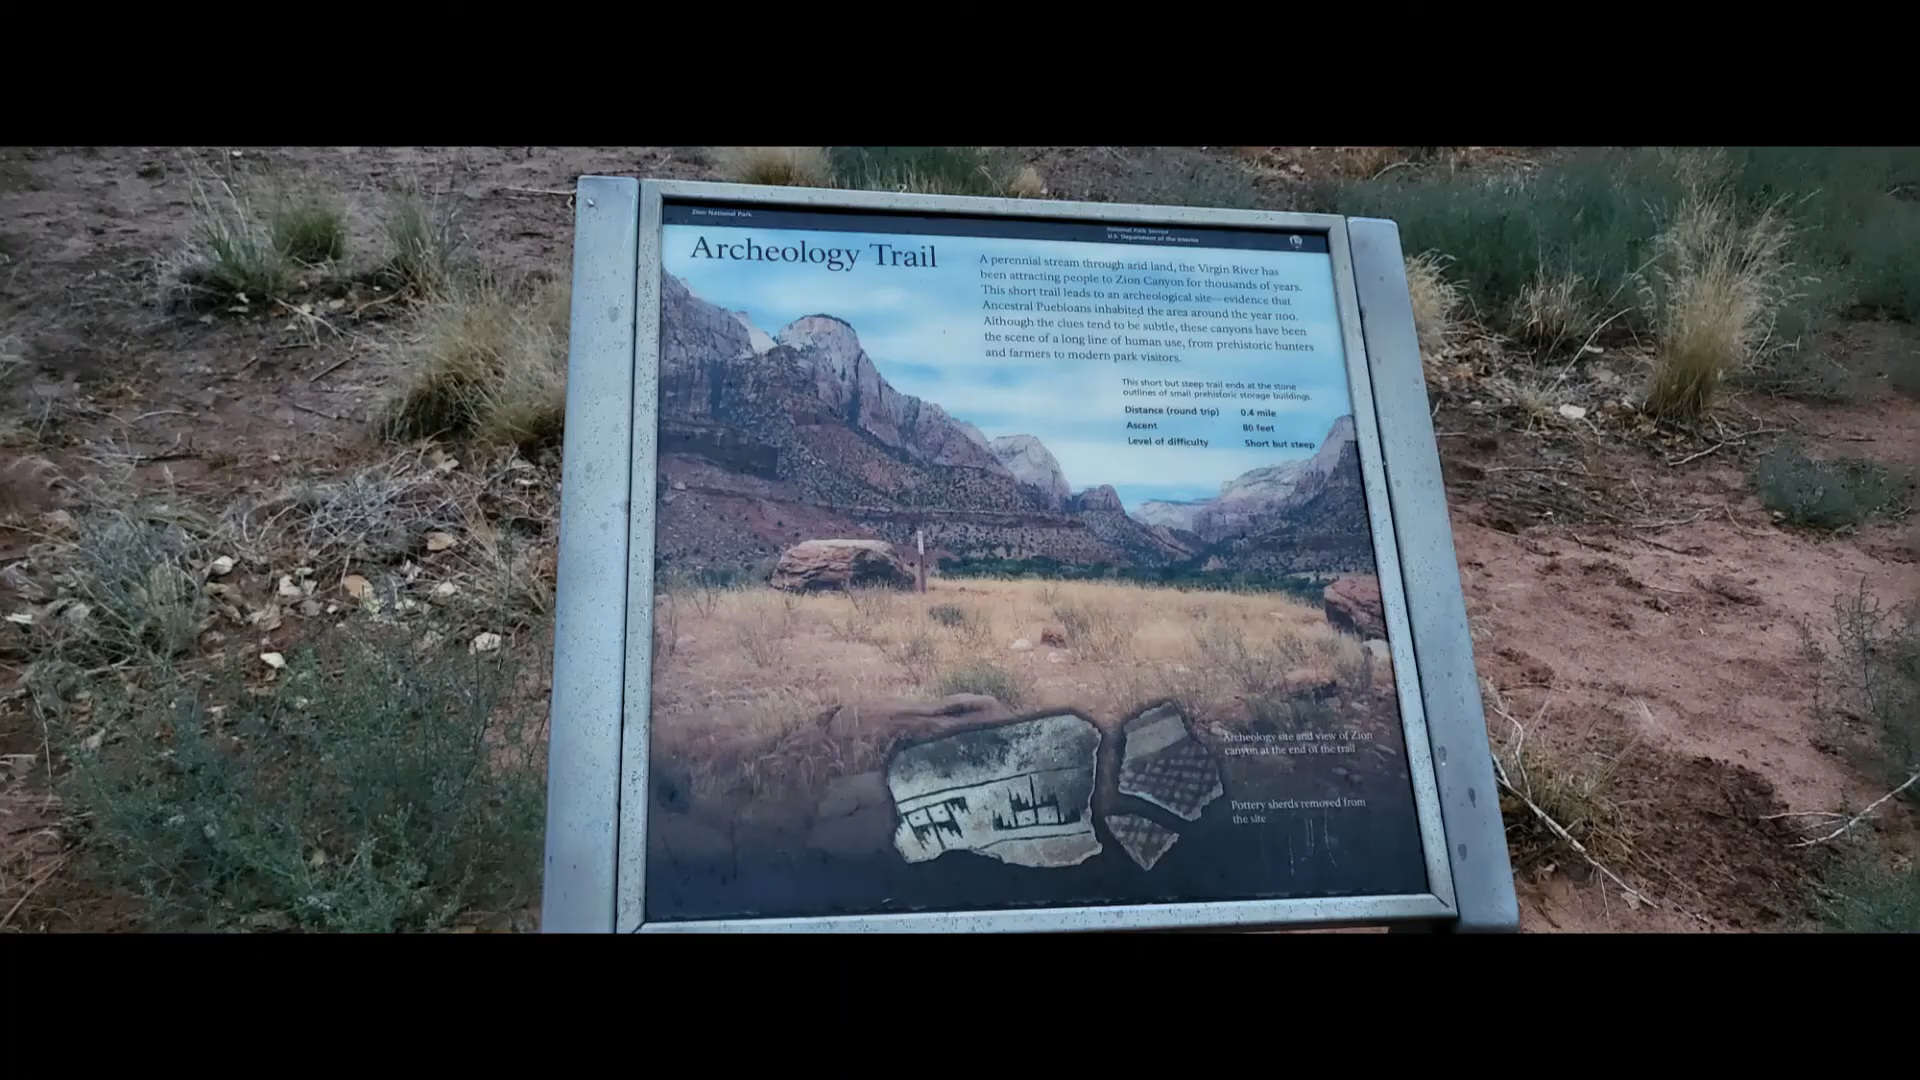 Zion National Park
National Park Service
U.S. Department of the Interior
Archeology Trail
A perennial stream through arid land, the Virgin River has
been attracting people to Zion Canyon for thousands of years.
This short trail leads to an archeological site—evidence that
Ancestral Puebloans inhabited the area around the year 1100.
Although the clues tend to be subtle, these canyons have been
the scene of a long line of human use, from prehistoric hunters
and farmers to modern park visitors.
This short but steep trail ends at the stone
outlines of small prehistoric storage buildings.
Distance (round trip) 0.4 mile
Ascent 80 feet
Level of difficulty Short but steep
Archeology site and view of Zion
canyon at the end of the trail
Pottery sherds removed from
the site